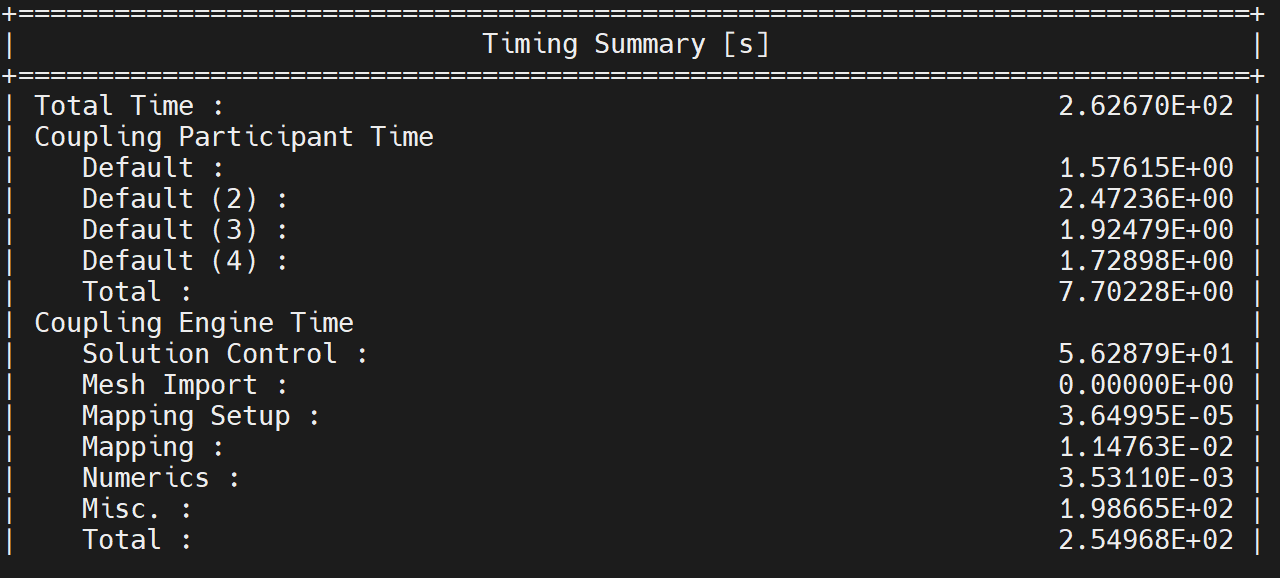 +=============================================================================+
|                              Timing Summary [s]                              |
+=============================================================================+
| Total Time :                                                    2.62670E+02 |
| Coupling Participant Time                                                   |
|    Default :                                                    1.57615E+00 |
|    Default (2) :                                                2.47236E+00 |
|    Default (3) :                                                1.92479E+00 |
|    Default (4) :                                                1.72898E+00 |
|    Total :                                                      7.70228E+00 |
| Coupling Engine Time                                                        |
|    Solution Control :                                           5.62879E+01 |
|    Mesh Import :                                                0.00000E+00 |
|    Mapping Setup :                                              3.64995E-05 |
|    Mapping :                                                    1.14763E-02 |
|    Numerics :                                                   3.53110E-03 |
|    Misc. :                                                      1.98665E+02 |
|    Total :                                                      2.54968E+02 |